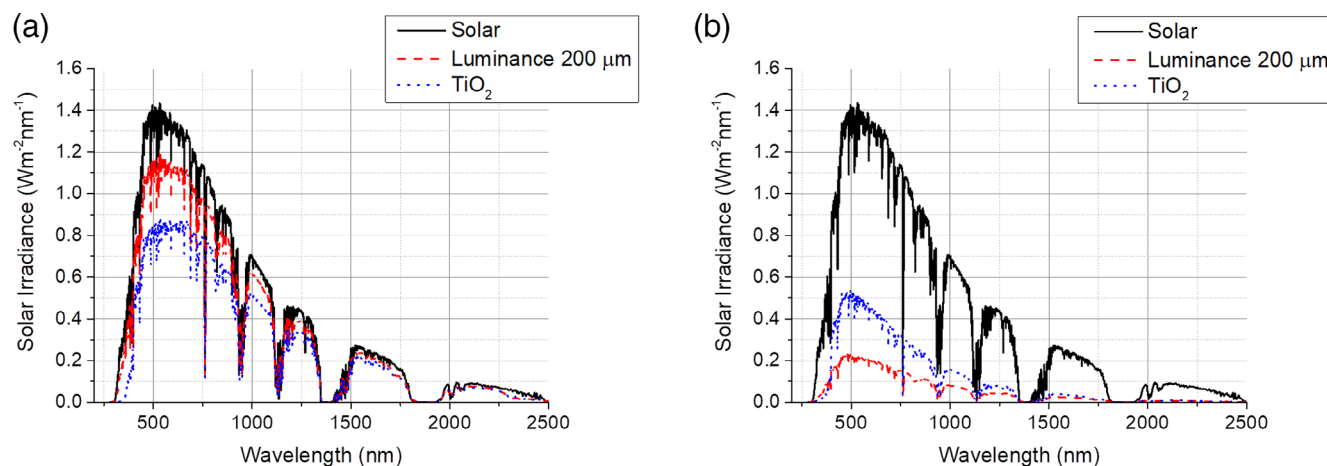 (a)
Solar
Luminance 200 μm
TiO₂
Solar Irradiance (Wm⁻²nm⁻¹)
1.6
1.4
1.2
1.0
0.8
0.6
0.4
0.2
0.0
500 1000 1500 2000 2500
Wavelength (nm)
(b)
Solar
Luminance 200 μm
TiO₂
Solar Irradiance (Wm⁻²nm⁻¹)
1.6
1.4
1.2
1.0
0.8
0.6
0.4
0.2
0.0
500 1000 1500 2000 2500
Wavelength (nm)